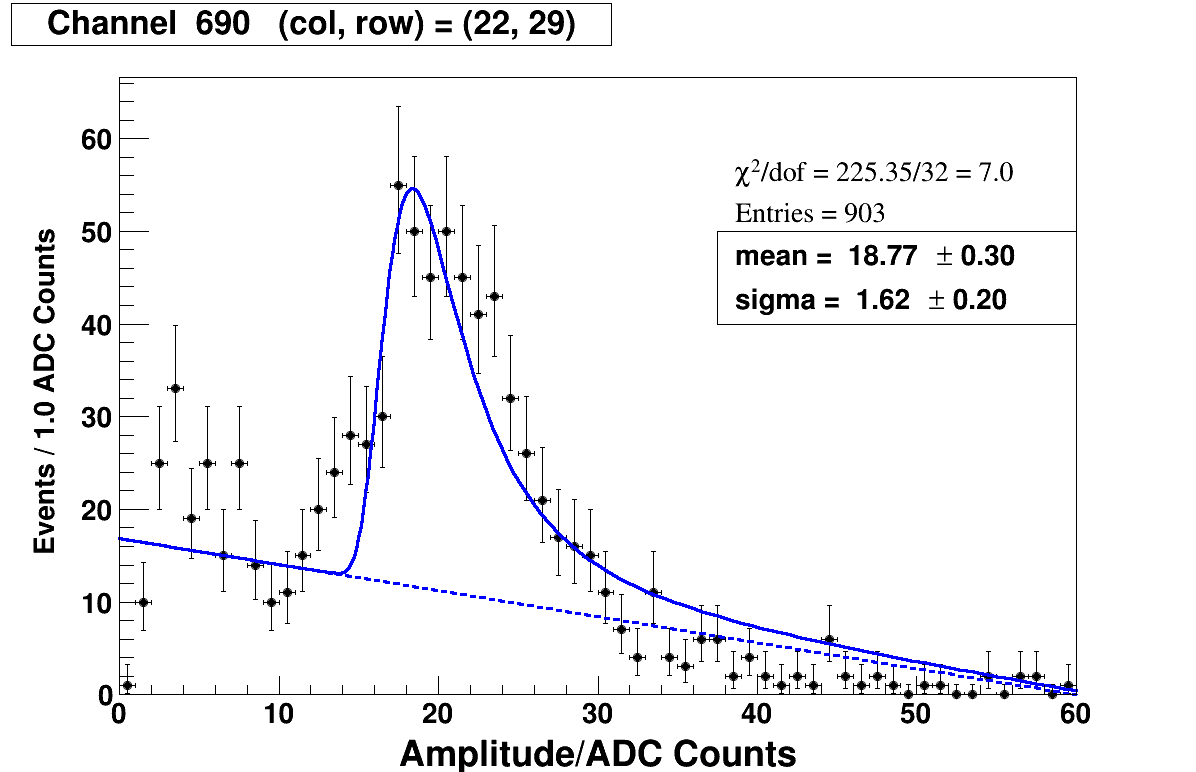 Channel 690 (col, row) = (22, 29)
χ²/dof = 225.35/32 = 7.0
Entries = 903
mean = 18.77 ± 0.30
sigma = 1.62 ± 0.20
Events / 1.0 ADC Counts
60
50
40
30
20
10
0
0 10 20 30 40 50 60
Amplitude/ADC Counts